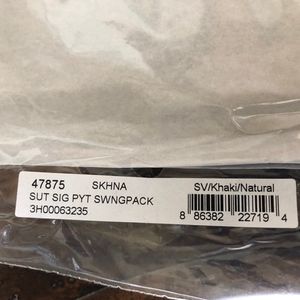 47875 SKHNA SV/Khaki/Natural
SUT SIG PYT SWNGPACK
3H00063235
8 86382 22719 4